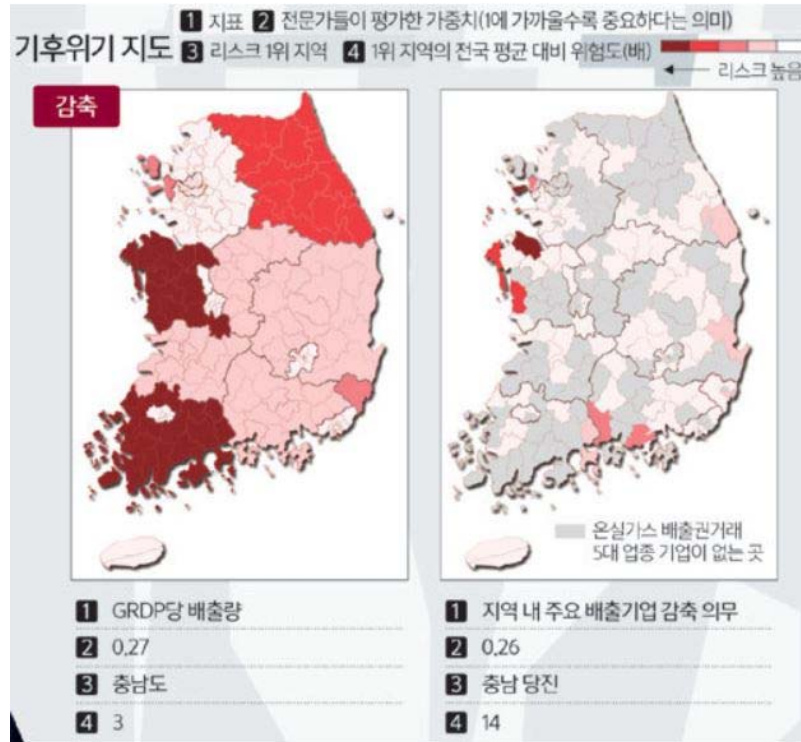 기후위기 지도
1 지표 2 전문가들이 평가한 가중치(1에 가까울수록 중요하다는 의미)
3 리스크 1위 지역 4 1위 지역의 전국 평균 대비 위험도(배)
← 리스크 높음
감축
1 GRDP당 배출량
2 0.27
3 충남도
4 3
온실가스 배출권거래
5대 업종 기업이 없는 곳
1 지역 내 주요 배출기업 감축 의무
2 0.26
3 충남 당진
4 14